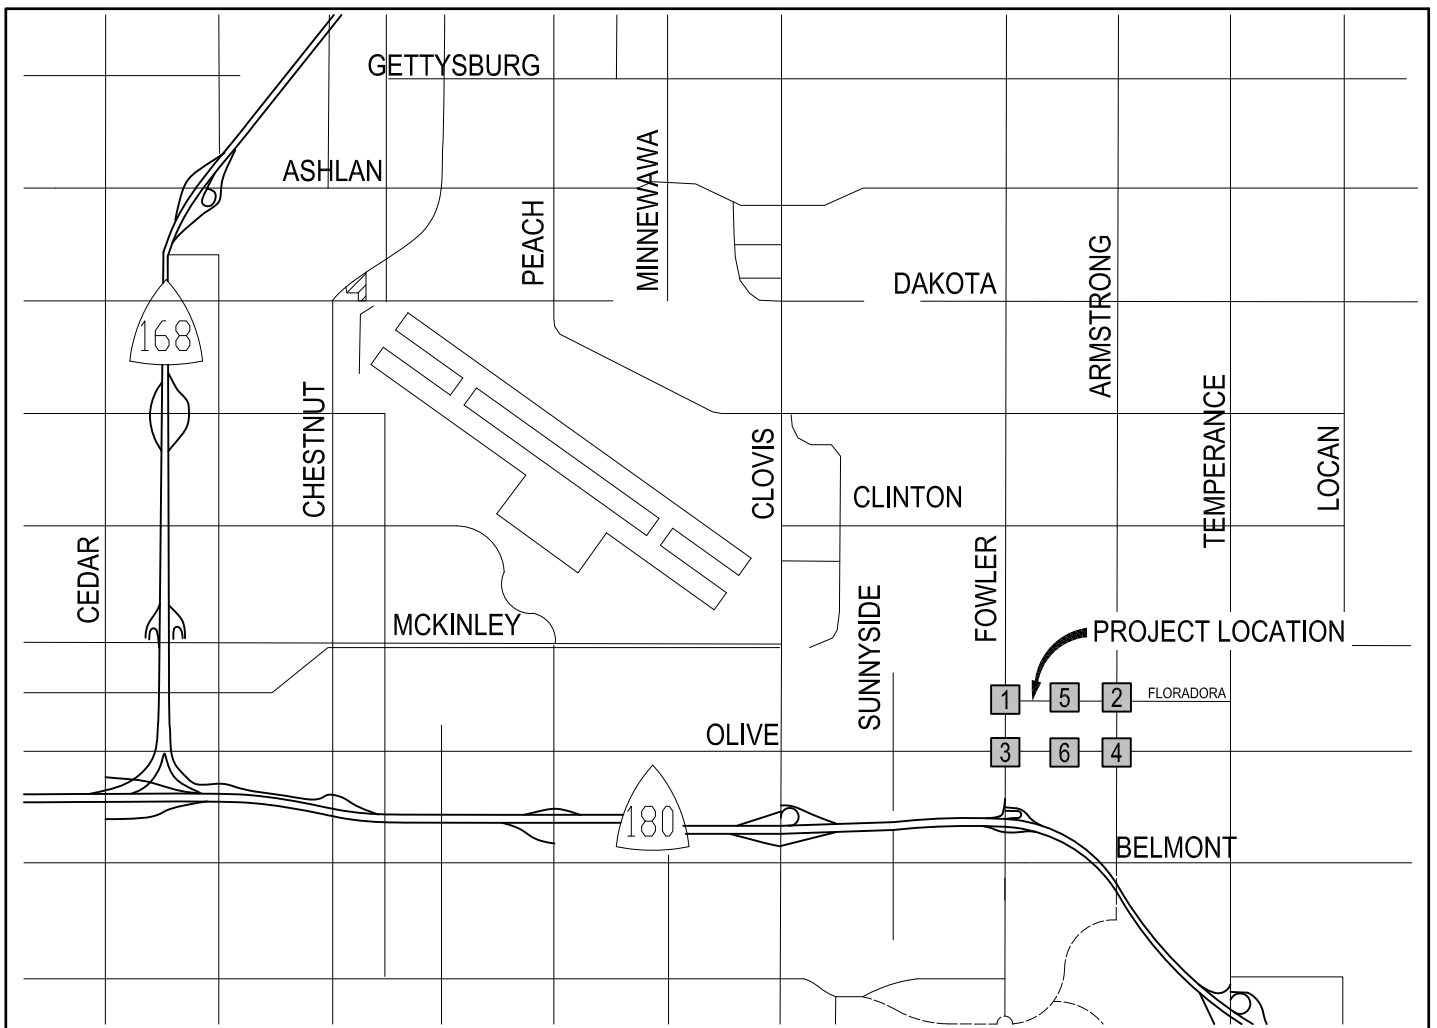 GETTYSBURG
ASHLAN
MINNEWAWA
PEACH
ARMSTRONG
DAKOTA
168
CHESTNUT
TEMPERANCE
CLOVIS
LOCAN
CLINTON
CEDAR
FOWLER
SUNNYSIDE
MCKINLEY
PROJECT LOCATION
1
5
2
FLORADORA
OLIVE
3
6
4
180
BELMONT